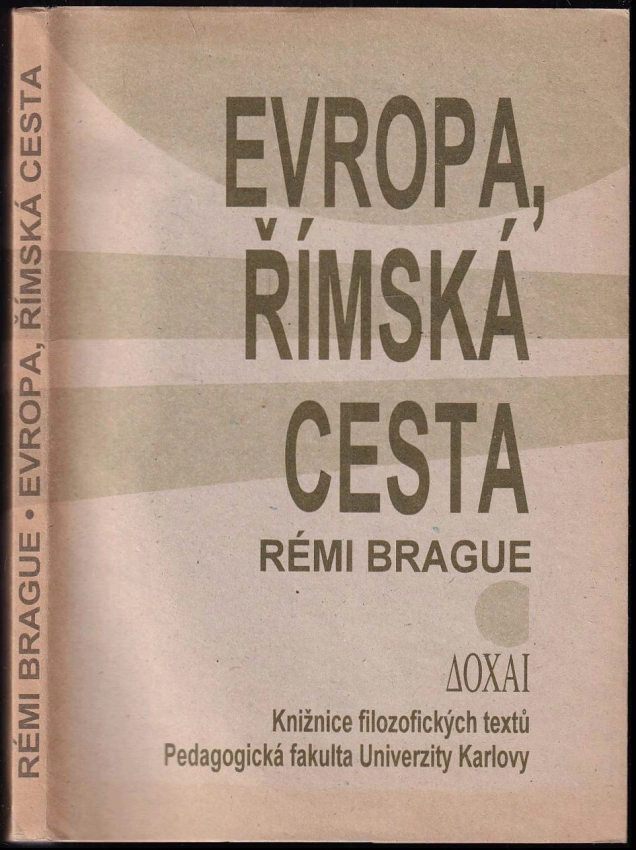 RÉMI BRAGUE • EVROPA, ŘÍMSKÁ CESTA
EVROPA,
ŘÍMSKÁ
CESTA
RÉMI BRAGUE
ΔΟΧΑΙ
Knižnice filozofických textů
Pedagogická fakulta Univerzity Karlovy